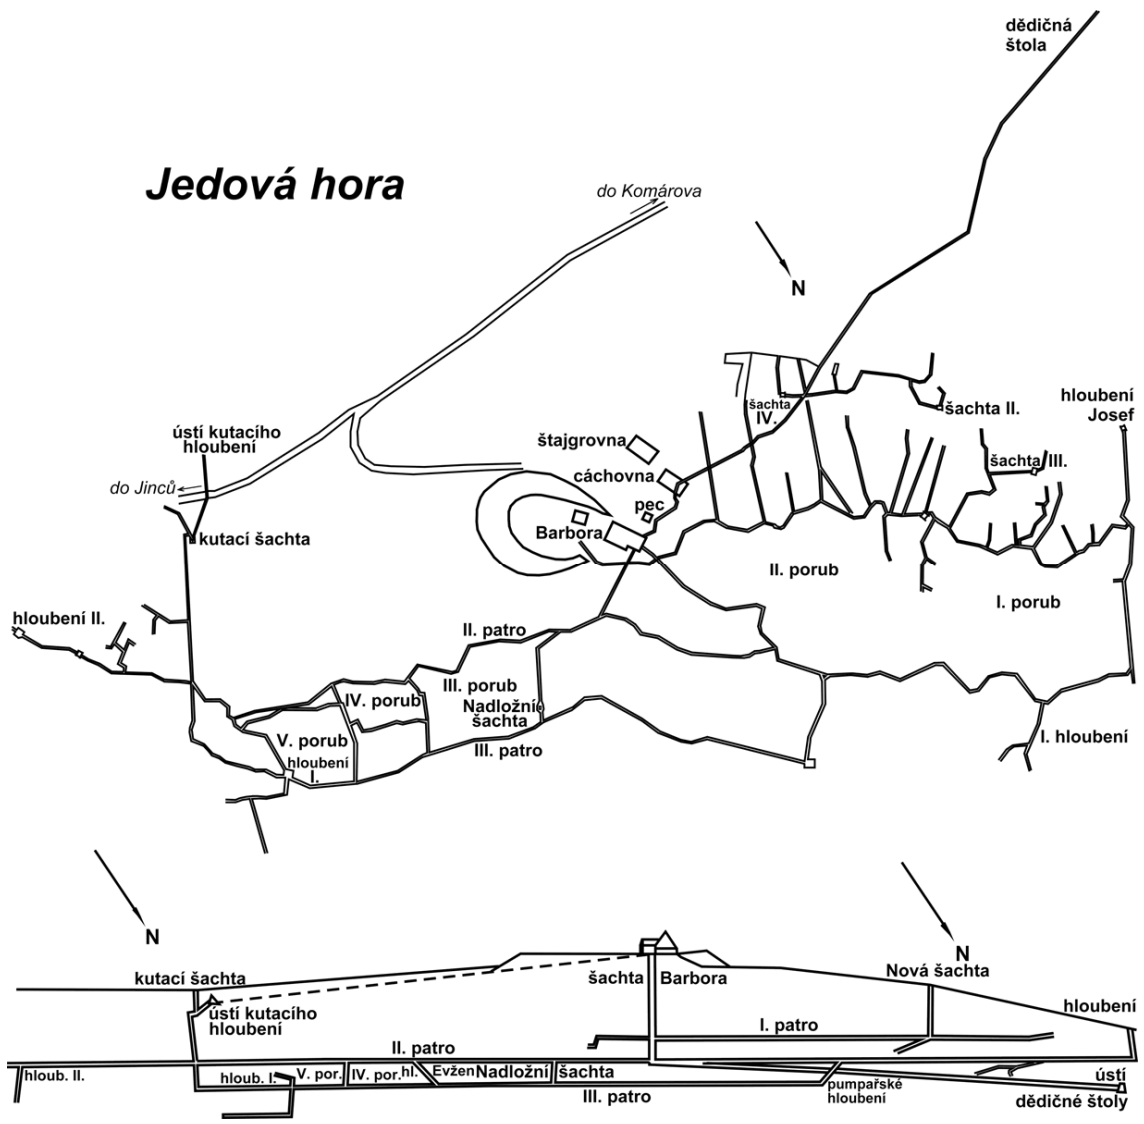 dědičná
štola
Jedová hora
do Komárova
N
hloubení
Josef
šachta
IV.
šachta II.
ústí kutacího
hloubení
štajgrovna
šachta III.
cáchovna
do Jinců
pec
kutací šachta
Barbora
II. porub
I. porub
hloubení II.
II. patro
III. porub
IV. porub
Nadložní
šachta
V. porub
III. patro
I. hloubení
hloubení
I.
N
N
kutací šachta
šachta Barbora
Nová šachta
ústí kutacího
hloubení
hloubení
I. patro
II. patro
hloub. II.
hloub. I.
V. por.
IV. por.
hl.
Evžen
Nadložní šachta
III. patro
pumpařské
hloubení
ústí
dědičné štoly